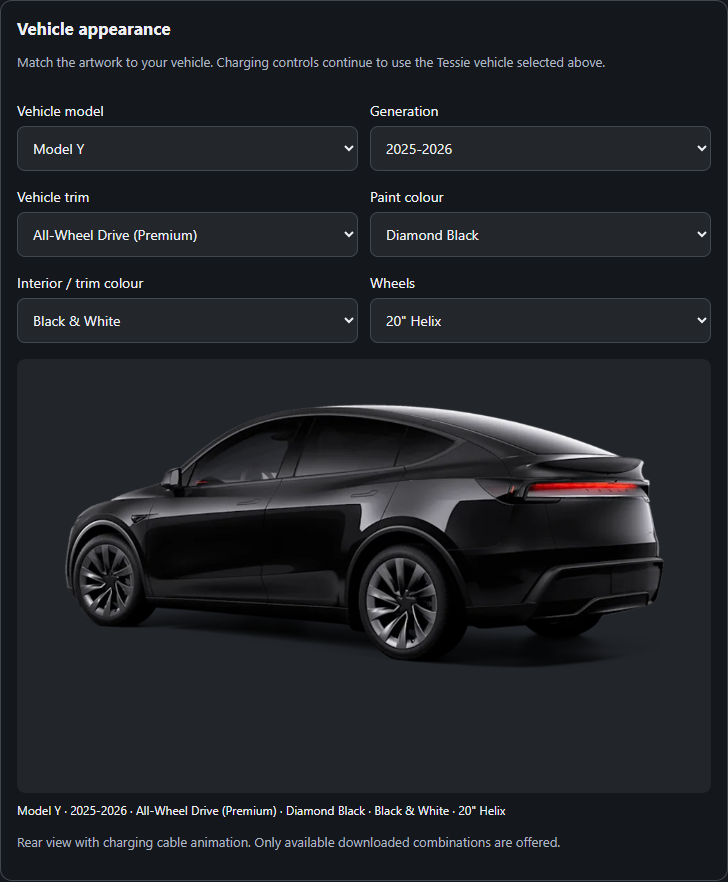 Vehicle appearance
Match the artwork to your vehicle. Charging controls continue to use the Tessie vehicle selected above.
Vehicle model
Generation
Model Y
2025-2026
Vehicle trim
Paint colour
All-Wheel Drive (Premium)
Diamond Black
Interior / trim colour
Wheels
Black & White
20" Helix
Model Y · 2025-2026 · All-Wheel Drive (Premium) · Diamond Black · Black & White · 20" Helix
Rear view with charging cable animation. Only available downloaded combinations are offered.